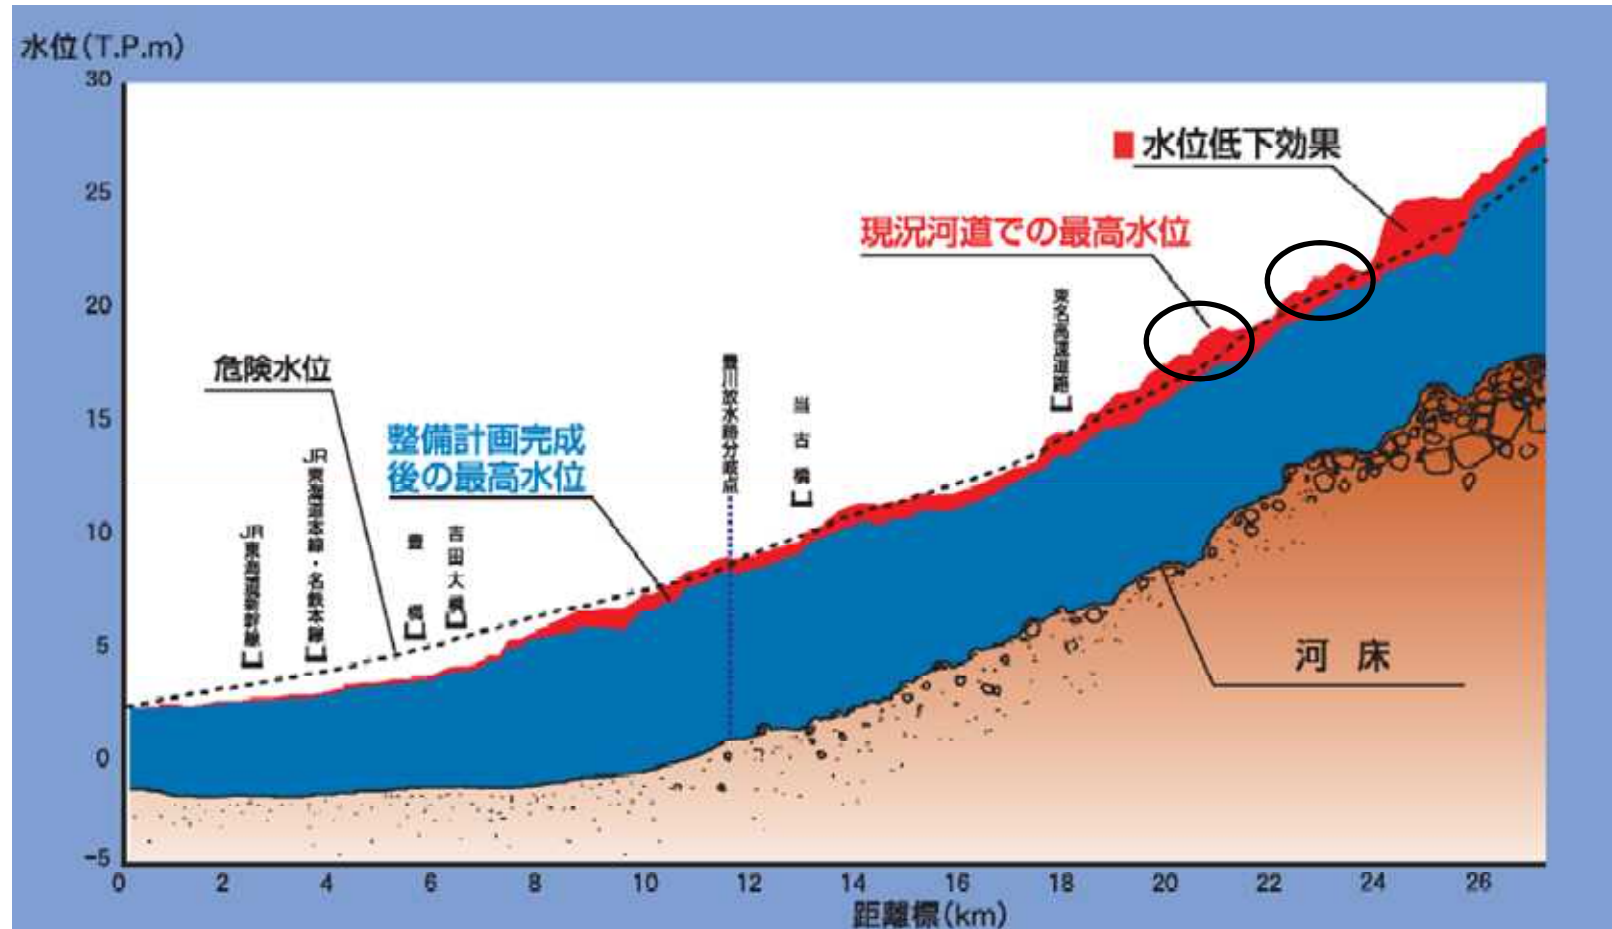 水位(T.P.m)
30
25
20
15
10
5
0
-5
水位低下効果
現況河道での最高水位
危険水位
整備計画完成
後の最高水位
JR東海道新幹線
JR東海道本線・名鉄本線
豊橋
吉田大橋
豊川放水路分岐点
当古橋
東名高速道路
河床
0 2 4 6 8 10 12 14 16 18 20 22 24 26
距離標(km)